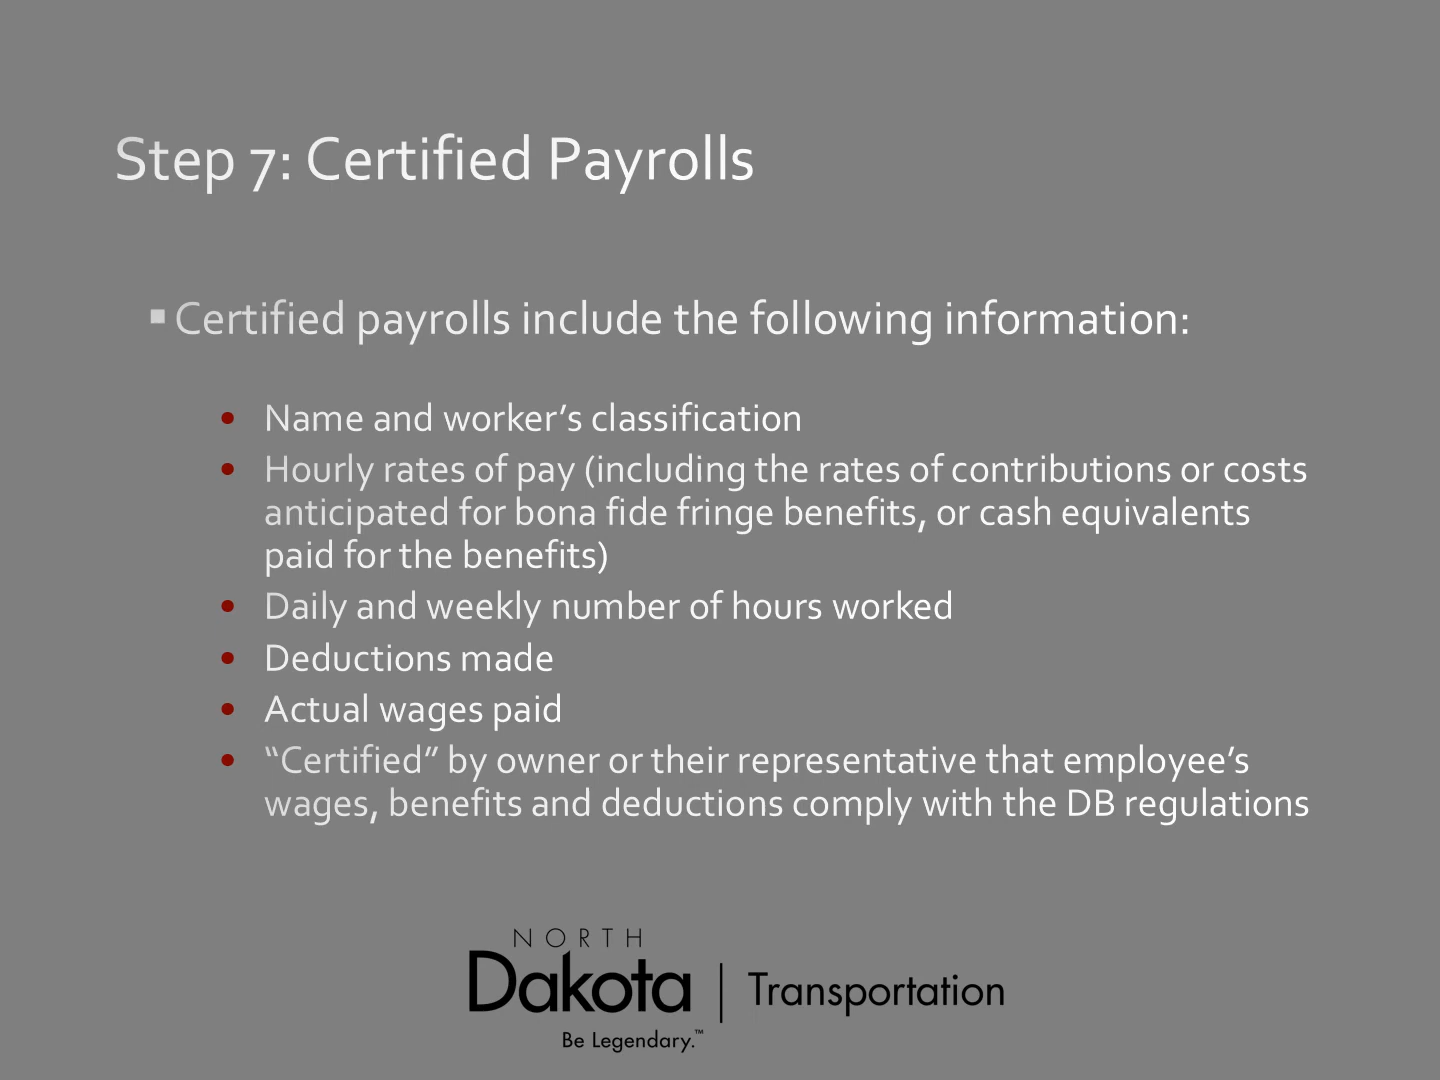 Step 7: Certified Payrolls
▪ Certified payrolls include the following information:
• Name and worker’s classification
• Hourly rates of pay (including the rates of contributions or costs
anticipated for bona fide fringe benefits, or cash equivalents
paid for the benefits)
• Daily and weekly number of hours worked
• Deductions made
• Actual wages paid
• “Certified” by owner or their representative that employee’s
wages, benefits and deductions comply with the DB regulations
NORTH
Dakota | Transportation
Be Legendary.™